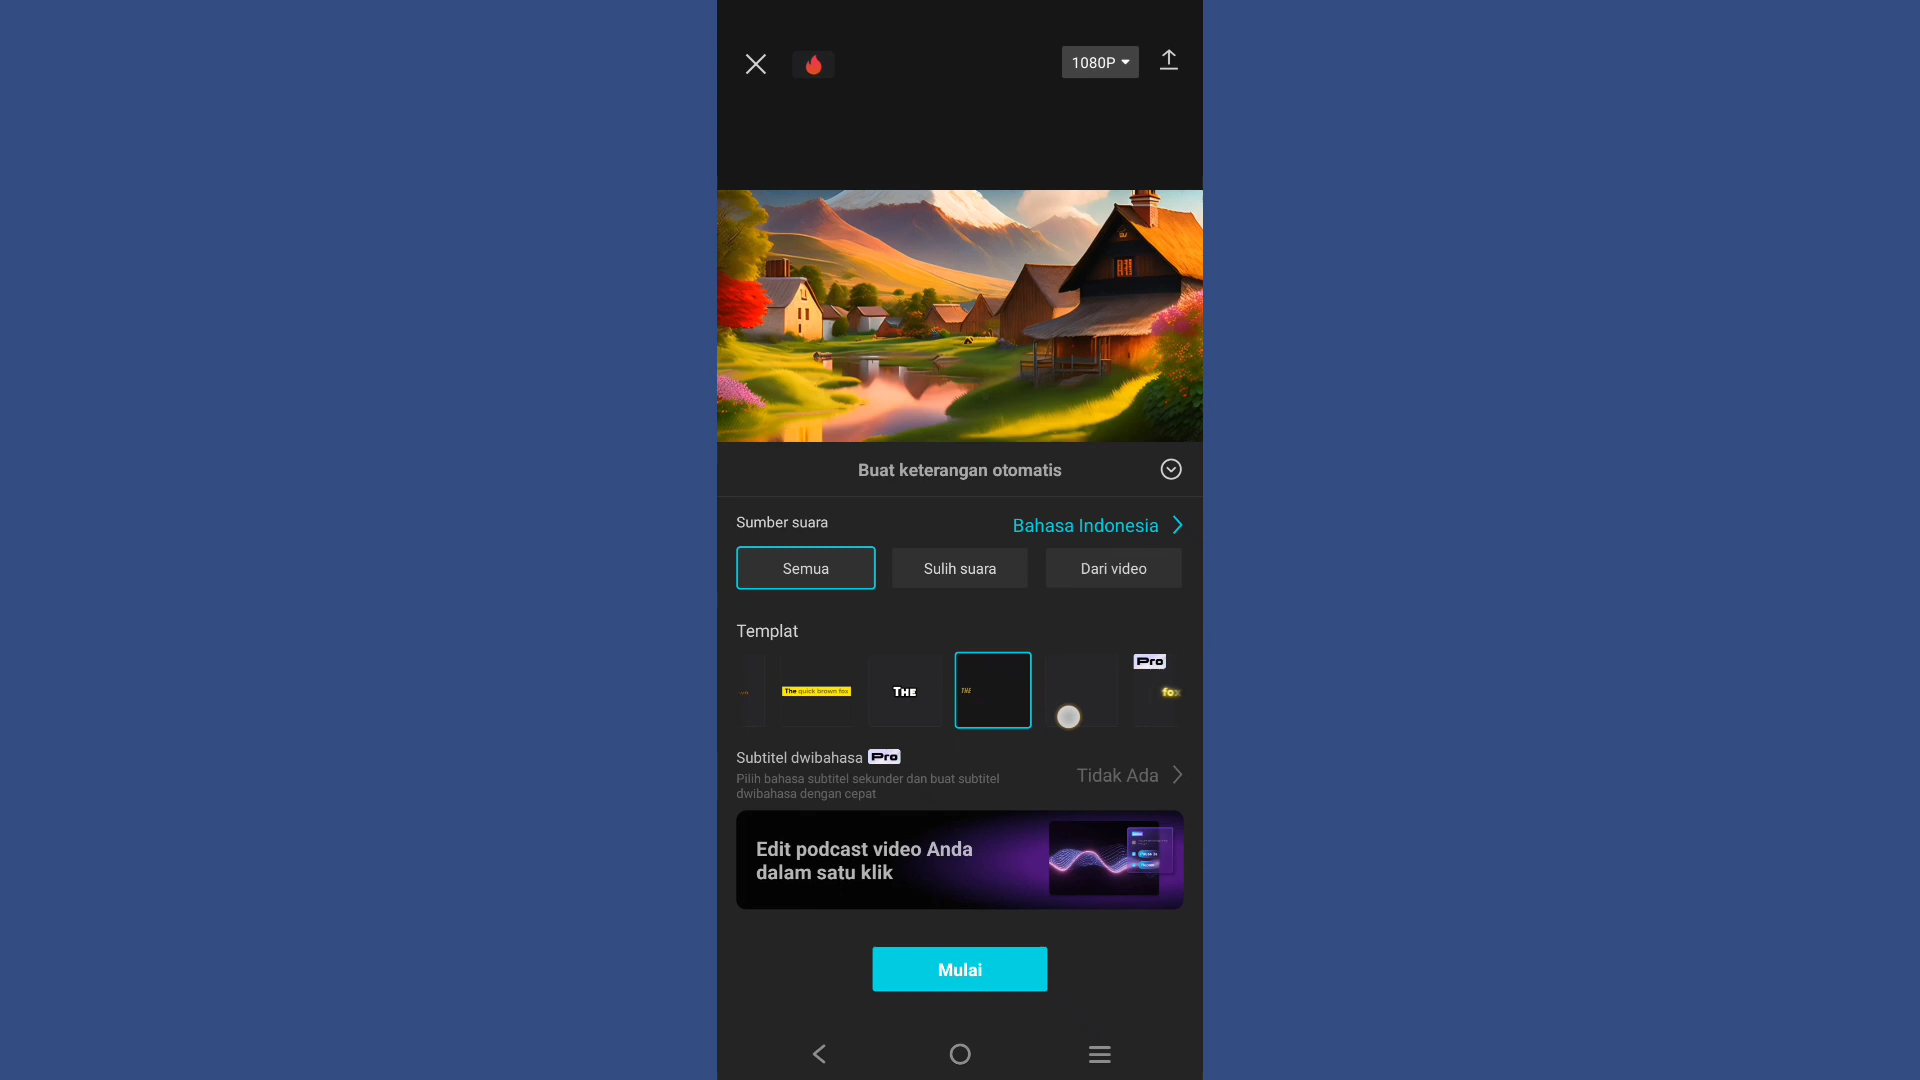 1080P
Buat keterangan otomatis
Sumber suara
Bahasa Indonesia
Semua
Sulih suara
Dari video
Templat
The quick brown fox
THE
THE
Pro
fox
Subtitel dwibahasa Pro
Pilih bahasa subtitel sekunder dan buat subtitel
dwibahasa dengan cepat
Tidak Ada
Edit podcast video Anda
dalam satu klik
Mulai